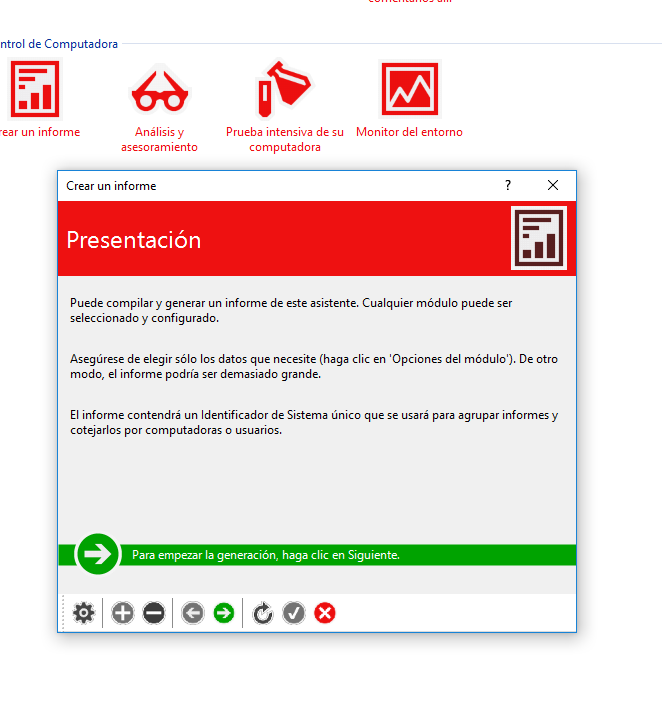 ntrol de Computadora
rear un informe
Análisis y
asesoramiento
Prueba intensiva de su
computadora
Monitor del entorno
Crear un informe
?
Presentación
Puede compilar y generar un informe de este asistente. Cualquier módulo puede ser
seleccionado y configurado.
Asegúrese de elegir sólo los datos que necesite (haga clic en 'Opciones del módulo'). De otro
modo, el informe podría ser demasiado grande.
El informe contendrá un Identificador de Sistema único que se usará para agrupar informes y
cotejarlos por computadoras o usuarios.
Para empezar la generación, haga clic en Siguiente.